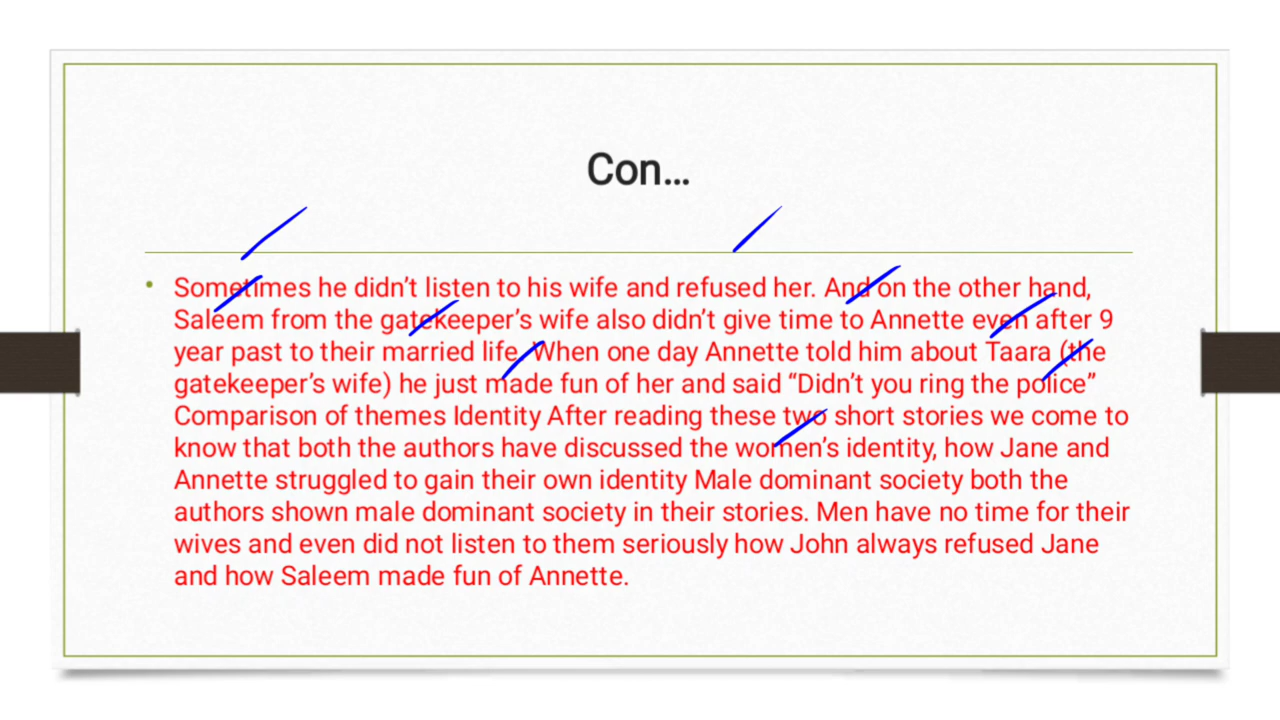 Con...
• Sometimes he didn’t listen to his wife and refused her. And on the other hand,
Saleem from the gatekeeper’s wife also didn’t give time to Annette even after 9
year past to their married life. When one day Annette told him about Taara (the
gatekeeper’s wife) he just made fun of her and said “Didn’t you ring the police”
Comparison of themes Identity After reading these two short stories we come to
know that both the authors have discussed the women’s identity, how Jane and
Annette struggled to gain their own identity Male dominant society both the
authors shown male dominant society in their stories. Men have no time for their
wives and even did not listen to them seriously how John always refused Jane
and how Saleem made fun of Annette.